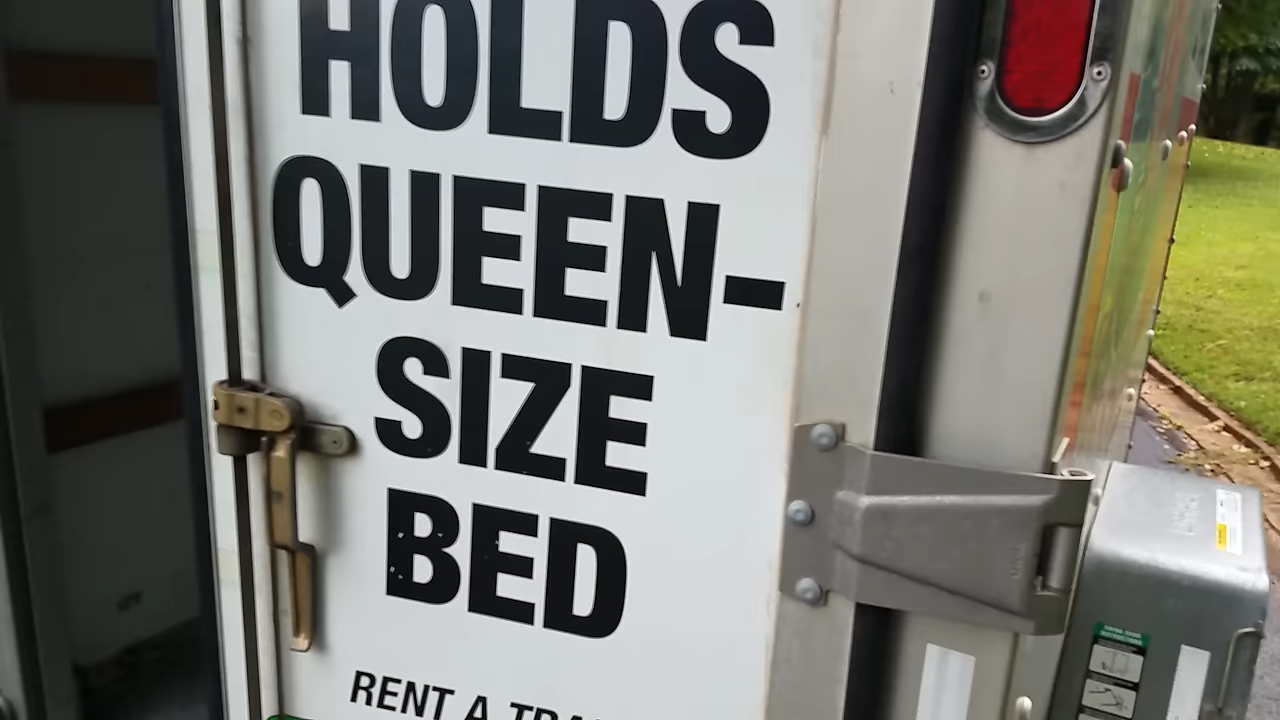 HOLDS
QUEEN-
SIZE
BED
RENT A